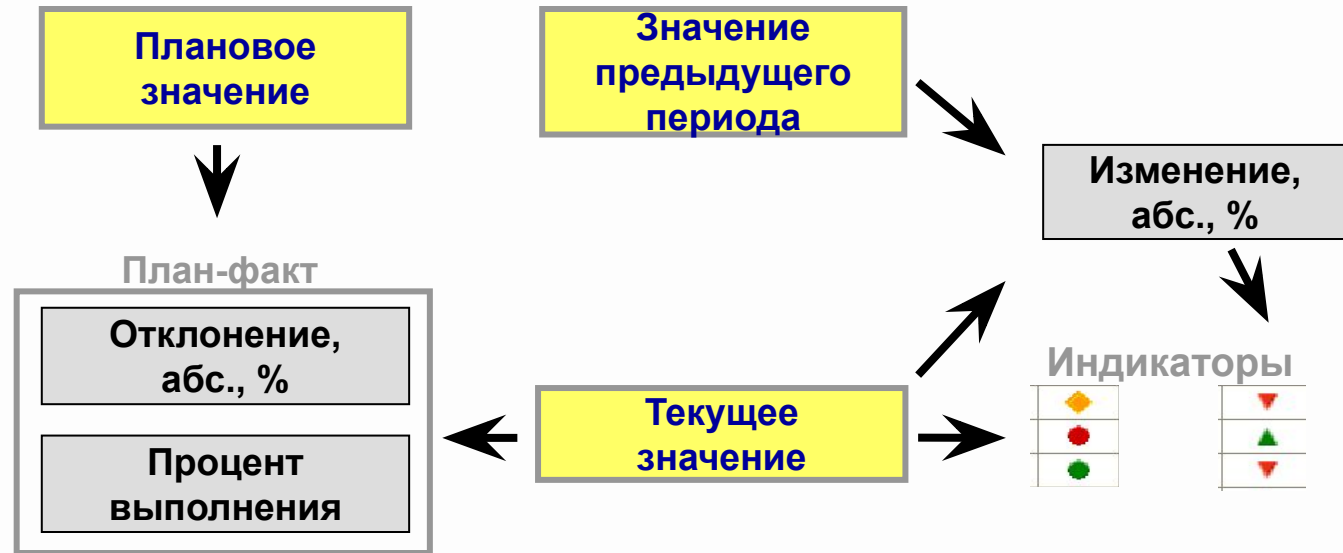 Плановое
значение
Значение
предыдущего
периода
Изменение,
абс., %
План-факт
Отклонение,
абс., %
Процент
выполнения
Текущее
значение
Индикаторы